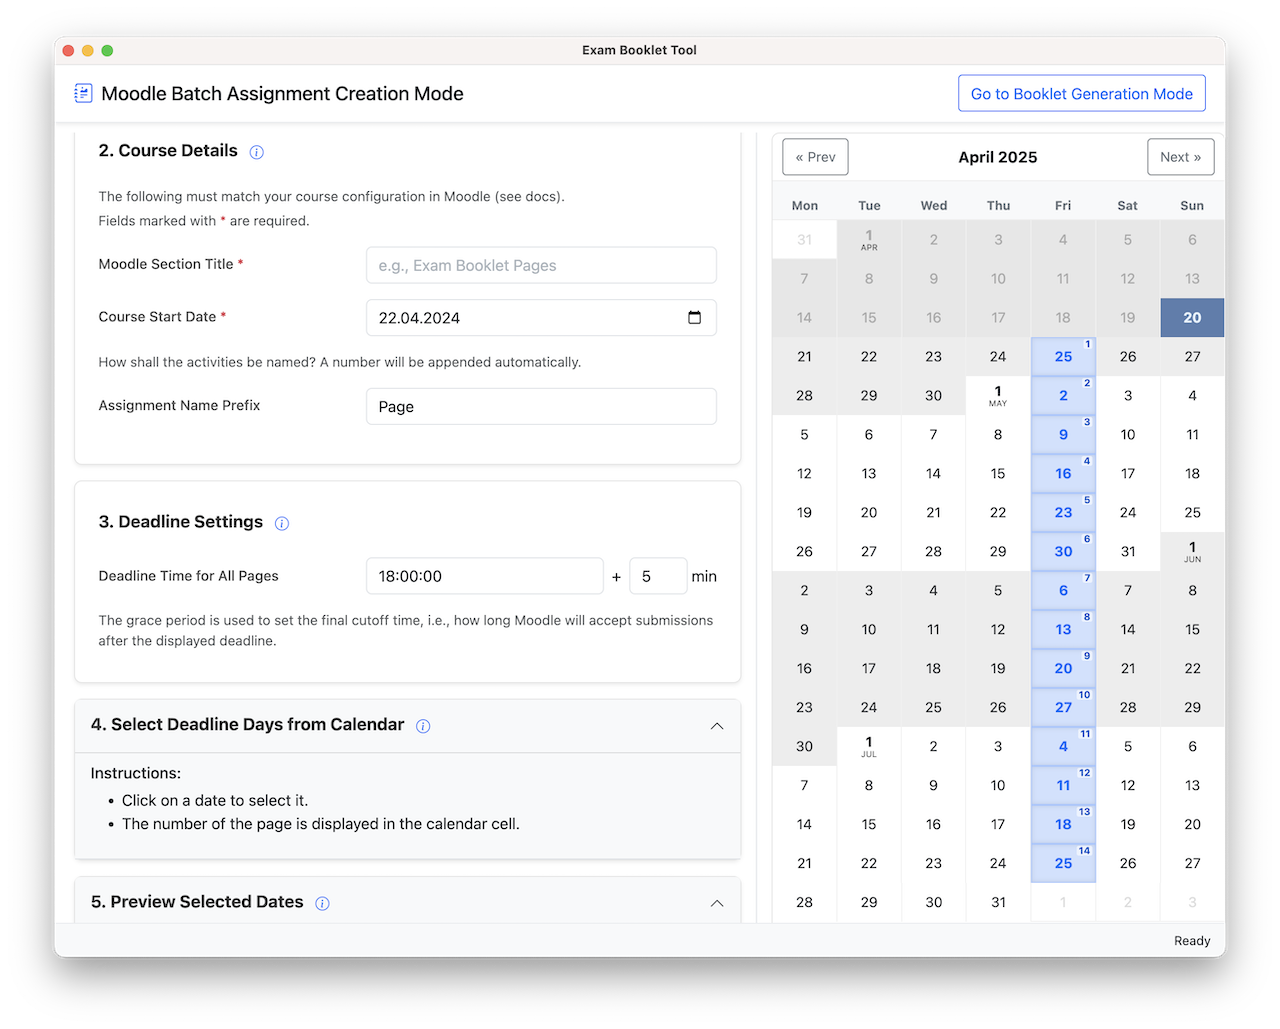 Exam Booklet Tool
Moodle Batch Assignment Creation Mode
Go to Booklet Generation Mode
2. Course Details
The following must match your course configuration in Moodle (see docs).
Fields marked with * are required.
Moodle Section Title *
e.g., Exam Booklet Pages
Course Start Date *
22.04.2024
How shall the activities be named? A number will be appended automatically.
Assignment Name Prefix
Page
3. Deadline Settings
Deadline Time for All Pages
18:00:00 + 5 min
The grace period is used to set the final cutoff time, i.e., how long Moodle will accept submissions
after the displayed deadline.
4. Select Deadline Days from Calendar
Instructions:
• Click on a date to select it.
• The number of the page is displayed in the calendar cell.
5. Preview Selected Dates
« Prev April 2025 Next »
Mon Tue Wed Thu Fri Sat Sun
31 1 APR 2 3 4 5 6
7 8 9 10 11 12 13
14 15 16 17 18 19 20
21 22 23 24 25 1 26 27
28 29 30 1 MAY 2 2 3 4
5 6 7 8 9 3 10 11
12 13 14 15 16 4 17 18
19 20 21 22 23 5 24 25
26 27 28 29 30 6 31 1 JUN
2 3 4 5 6 7 7 8
9 10 11 12 13 8 14 15
16 17 18 19 20 9 21 22
23 24 25 26 27 10 28 29
30 1 JUL 2 3 4 11 5 6
7 8 9 10 11 12 12 13
14 15 16 17 18 13 19 20
21 22 23 24 25 14 26 27
28 29 30 31 1 2 3
Ready